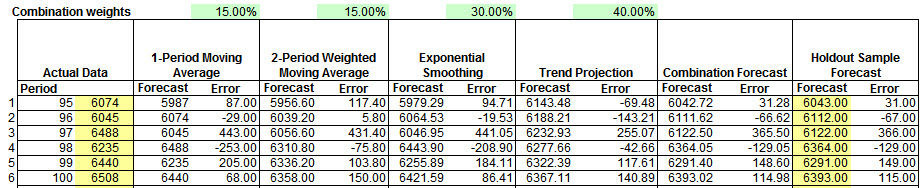 Combination weights 15.00% 15.00% 30.00% 40.00%
Actual Data 1-Period Moving Average 2-Period Weighted Moving Average Exponential Smoothing Trend Projection Combination Forecast Holdout Sample Forecast
Period Forecast Error Forecast Error Forecast Error Forecast Error Forecast Error Forecast Error
1 95 6074 5987 87.00 5956.60 117.40 5979.29 94.71 6143.48 -69.48 6042.72 31.28 6043.00 31.00
2 96 6045 6074 -29.00 6039.20 5.80 6064.53 -19.53 6188.21 -143.21 6111.62 -66.62 6112.00 -67.00
3 97 6488 6045 443.00 6056.60 431.40 6046.95 441.05 6232.93 255.07 6122.50 365.50 6122.00 366.00
4 98 6235 6488 -253.00 6310.80 -75.80 6443.90 -208.90 6277.66 -42.66 6364.05 -129.05 6364.00 -129.00
5 99 6440 6235 205.00 6336.20 103.80 6255.89 184.11 6322.39 117.61 6291.40 148.60 6291.00 149.00
6 100 6508 6440 68.00 6358.00 150.00 6421.59 86.41 6367.11 140.89 6393.02 114.98 6393.00 115.00